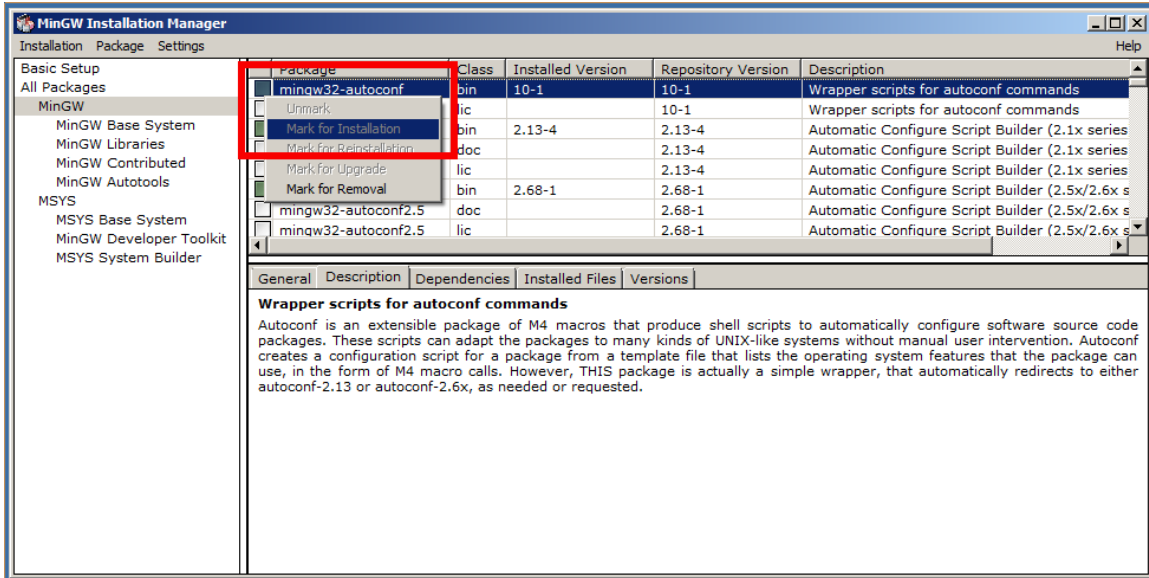 MinGW Installation Manager
Installation Package Settings Help
Basic Setup
All Packages
MinGW
MinGW Base System
MinGW Libraries
MinGW Contributed
MinGW Autotools
MSYS
MSYS Base System
MinGW Developer Toolkit
MSYS System Builder
Package Class Installed Version Repository Version Description
mingw32-autoconf bin 10-1 10-1 Wrapper scripts for autoconf commands
lic 10-1 Wrapper scripts for autoconf commands
bin 2.13-4 2.13-4 Automatic Configure Script Builder (2.1x series
doc 2.13-4 Automatic Configure Script Builder (2.1x series
lic 2.13-4 Automatic Configure Script Builder (2.1x series
bin 2.68-1 2.68-1 Automatic Configure Script Builder (2.5x/2.6x s
mingw32-autoconf2.5 doc 2.68-1 Automatic Configure Script Builder (2.5x/2.6x s
mingw32-autoconf2.5 lic 2.68-1 Automatic Configure Script Builder (2.5x/2.6x s
Unmark
Mark for Installation
Mark for Reinstallation
Mark for Upgrade
Mark for Removal
General Description Dependencies Installed Files Versions
Wrapper scripts for autoconf commands
Autoconf is an extensible package of M4 macros that produce shell scripts to automatically configure software source code
packages. These scripts can adapt the packages to many kinds of UNIX-like systems without manual user intervention. Autoconf
creates a configuration script for a package from a template file that lists the operating system features that the package can
use, in the form of M4 macro calls. However, THIS package is actually a simple wrapper, that automatically redirects to either
autoconf-2.13 or autoconf-2.6x, as needed or requested.